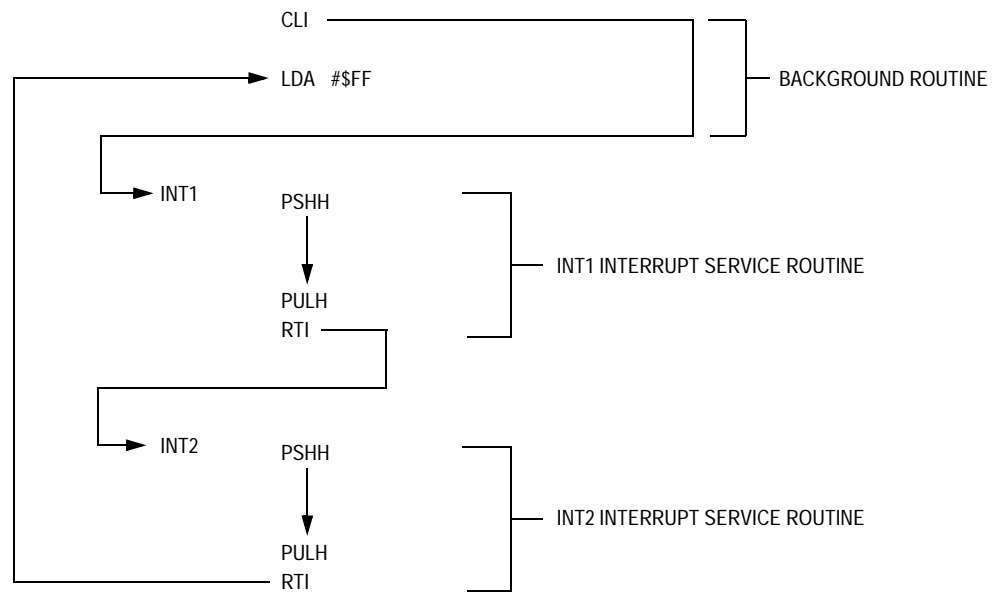 CLI
LDA #$FF
BACKGROUND ROUTINE
INT1
PSHH
INT1 INTERRUPT SERVICE ROUTINE
PULH
RTI
INT2
PSHH
INT2 INTERRUPT SERVICE ROUTINE
PULH
RTI